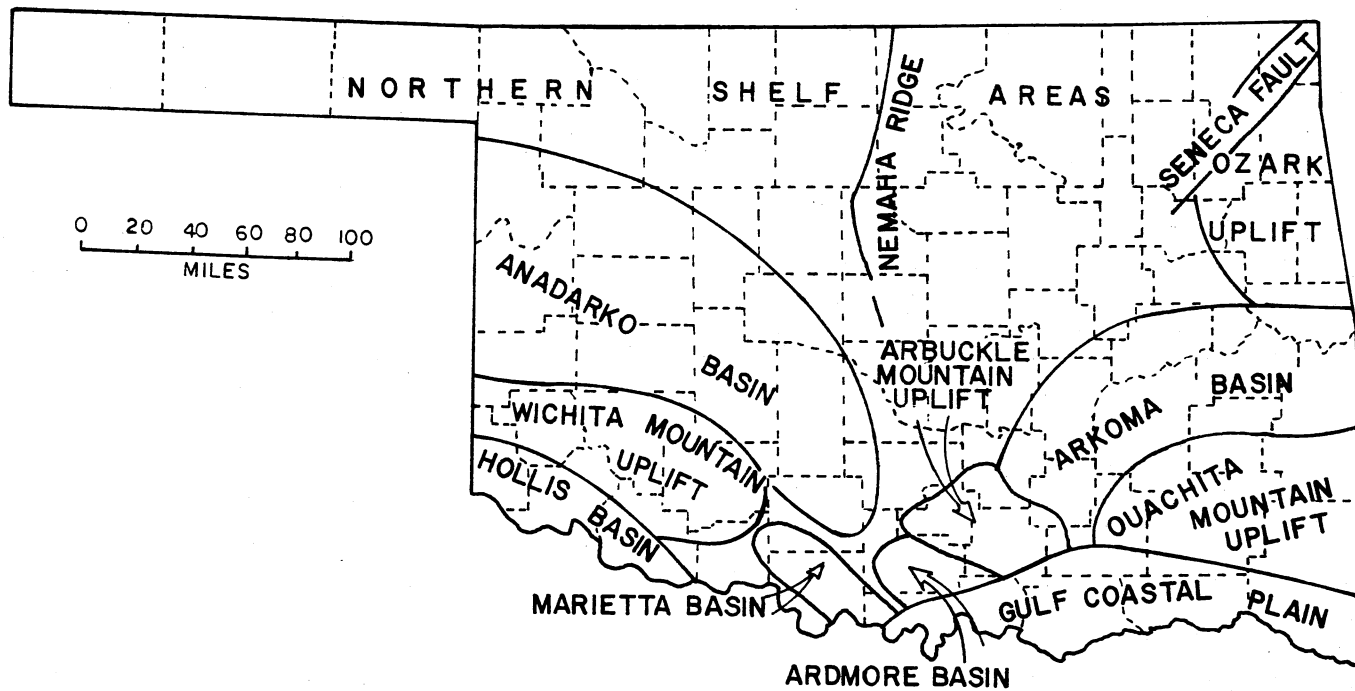 NORTHERN SHELF AREAS
NEMAHA RIDGE
SENECA FAULT
OZARK
UPLIFT
0 20 40 60 80 100
MILES
ANADARKO
BASIN
ARBUCKLE
MOUNTAIN
UPLIFT
ARKOMA BASIN
WICHITA MOUNTAIN
UPLIFT
HOLLIS BASIN
OUACHITA
MOUNTAIN
UPLIFT
MARIETTA BASIN
GULF COASTAL PLAIN
ARDMORE BASIN